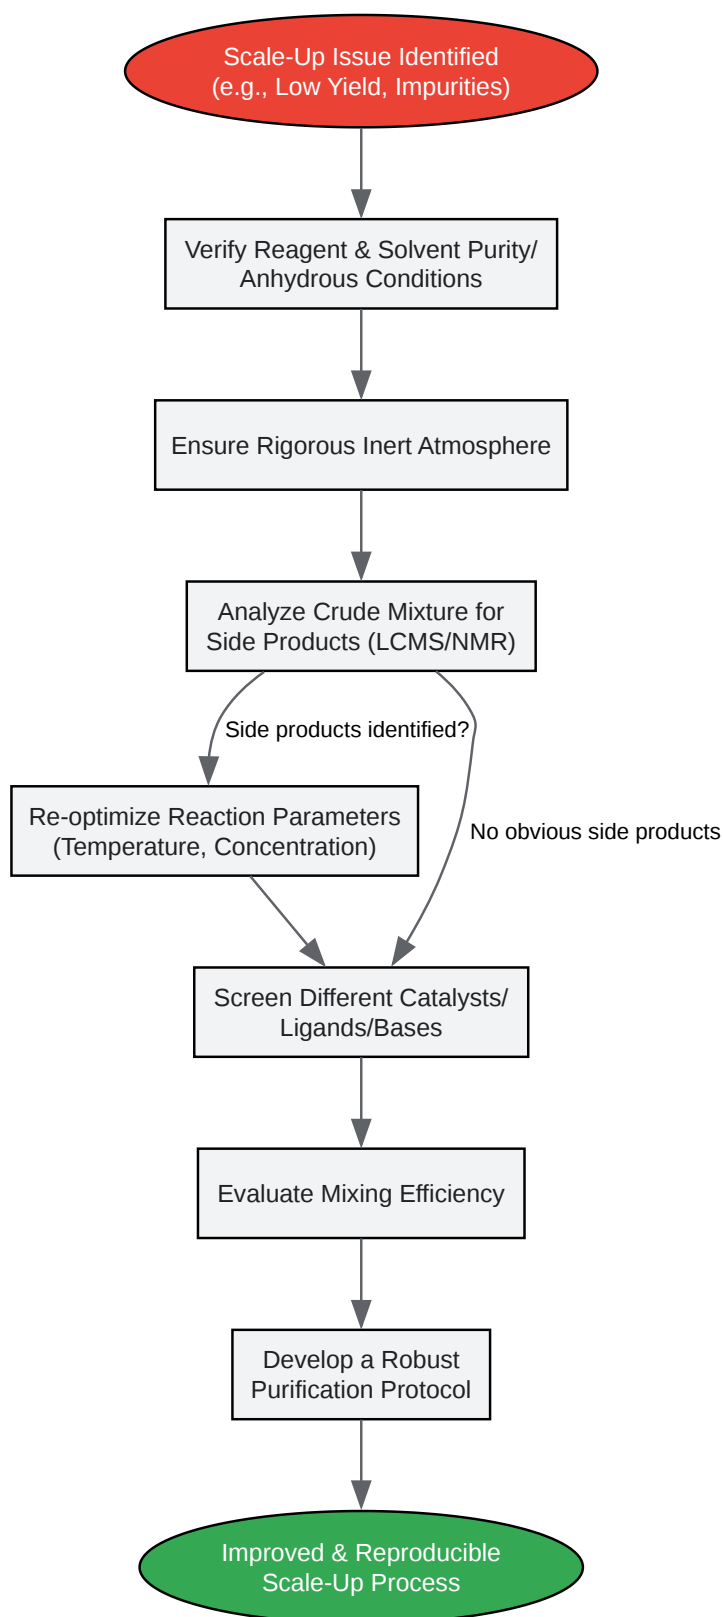 Scale-Up Issue Identified
(e.g., Low Yield, Impurities)
Verify Reagent & Solvent Purity/
Anhydrous Conditions
Ensure Rigorous Inert Atmosphere
Analyze Crude Mixture for
Side Products (LCMS/NMR)
Side products identified?
Re-optimize Reaction Parameters
(Temperature, Concentration)
No obvious side products
Screen Different Catalysts/
Ligands/Bases
Evaluate Mixing Efficiency
Develop a Robust
Purification Protocol
Improved & Reproducible
Scale-Up Process